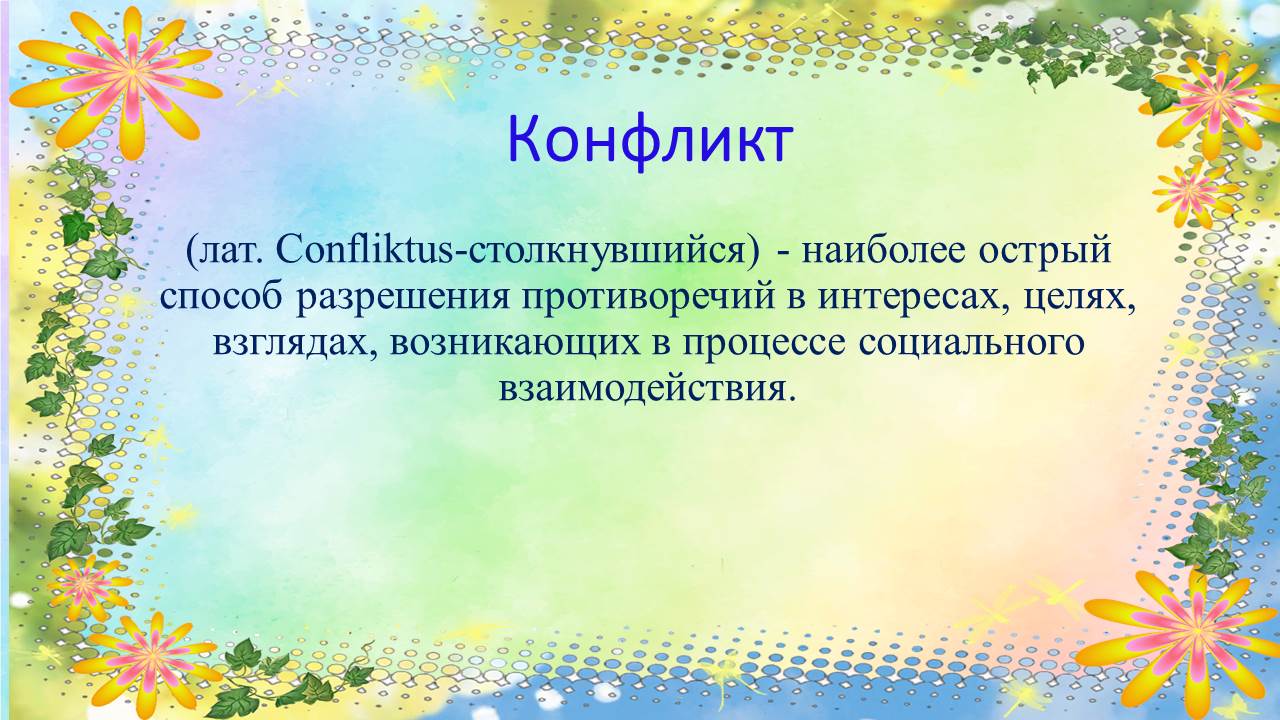 Конфликт
(лат. Confliktus-столкнувшийся) - наиболее острый
способ разрешения противоречий в интересах, целях,
взглядах, возникающих в процессе социального
взаимодействия.